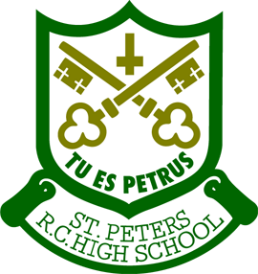 TU ES PETRUS
ST. PETERS
R.C. HIGH SCHOOL